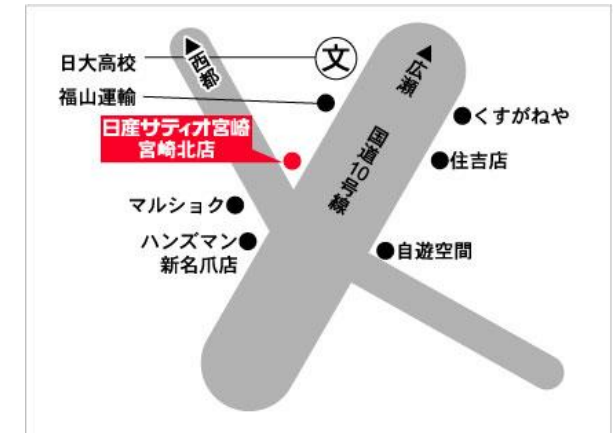 日大高校
文
▲西都
▲広瀬
福山運輸
くすがねや
日産サティオ宮崎
宮崎北店
国道10号線
住吉店
マルショク
ハンズマン
新名爪店
自遊空間